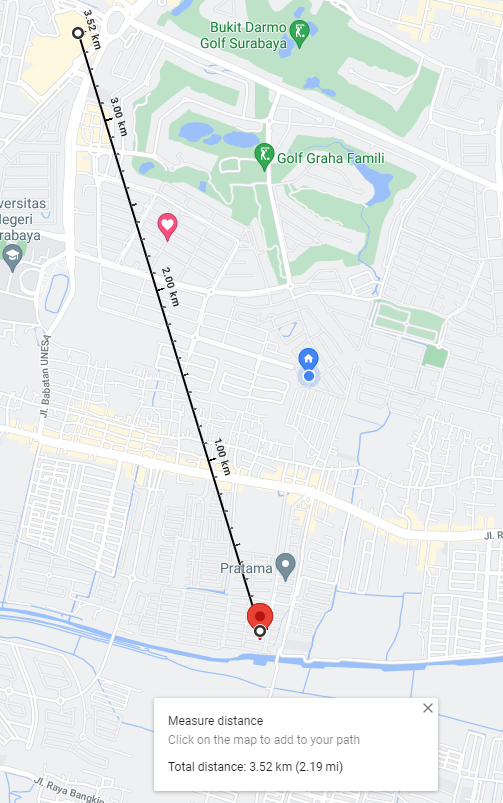 3.52 km
Bukit Darmo
Golf Surabaya
3.00 km
Golf Graha Famili
versitas
Negeri
rabaya
2.00 km
Jl. Babatan UNESA
1.00 km
Jl. R
Pratama
Measure distance
Click on the map to add to your path
Total distance: 3.52 km (2.19 mi)
Jl. Raya Bangkin